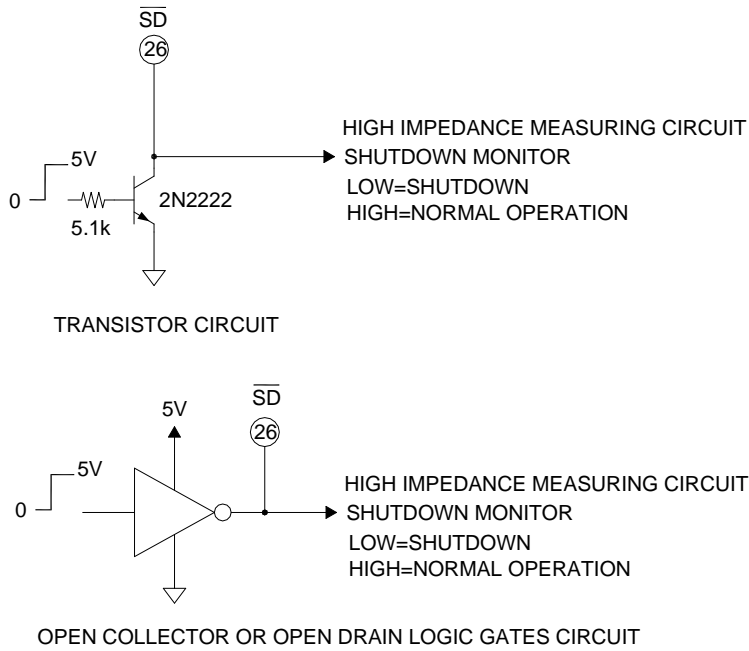 SD
26
HIGH IMPEDANCE MEASURING CIRCUIT
SHUTDOWN MONITOR
LOW=SHUTDOWN
HIGH=NORMAL OPERATION
5V
0
2N2222
5.1k
TRANSISTOR CIRCUIT
SD
26
5V
5V
0
HIGH IMPEDANCE MEASURING CIRCUIT
SHUTDOWN MONITOR
LOW=SHUTDOWN
HIGH=NORMAL OPERATION
OPEN COLLECTOR OR OPEN DRAIN LOGIC GATES CIRCUIT